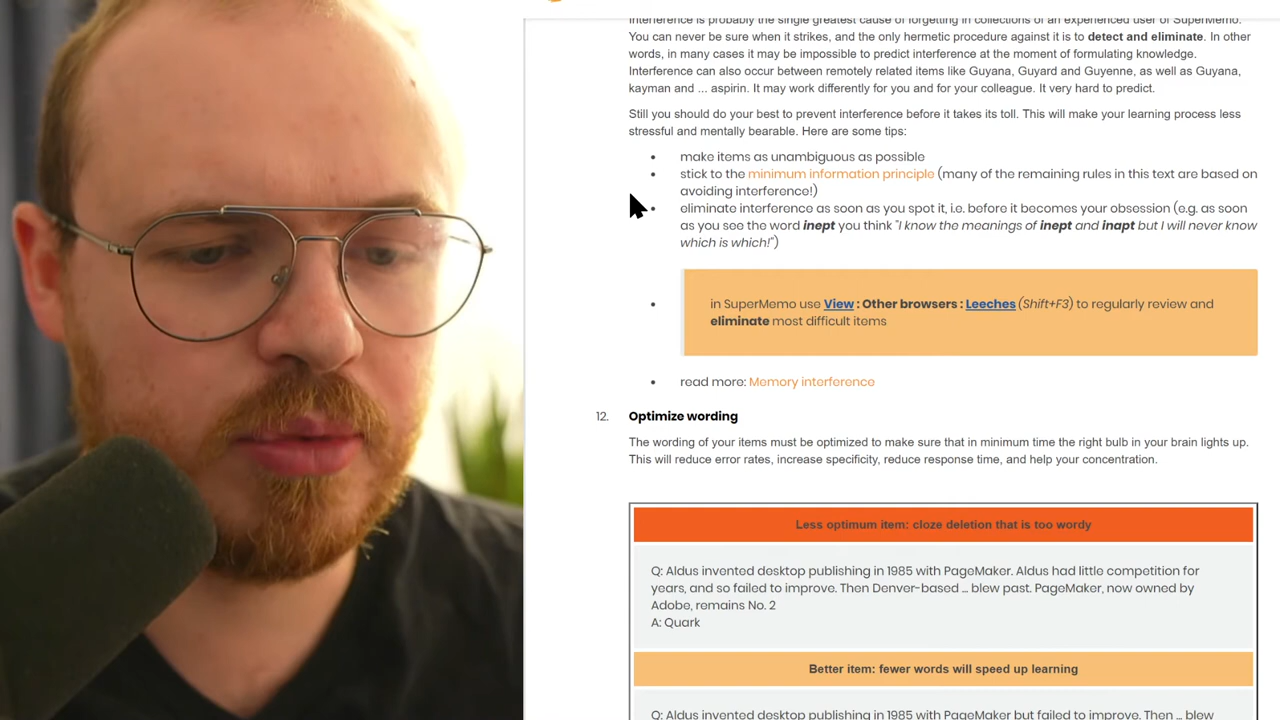 Interference is probably the single greatest cause of forgetting in collections of an experienced user of SuperMemo.
You can never be sure when it strikes, and the only hermetic procedure against it is to detect and eliminate. In other
words, in many cases it may be impossible to predict interference at the moment of formulating knowledge.
Interference can also occur between remotely related items like Guyana, Guyard and Guyenne, as well as Guyana,
kayman and ... aspirin. It may work differently for you and for your colleague. It very hard to predict.
Still you should do your best to prevent interference before it takes its toll. This will make your learning process less
stressful and mentally bearable. Here are some tips:
• make items as unambiguous as possible
• stick to the minimum information principle (many of the remaining rules in this text are based on
avoiding interference!)
• eliminate interference as soon as you spot it, i.e. before it becomes your obsession (e.g. as soon
as you see the word inept you think "I know the meanings of inept and inapt but I will never know
which is which!")
• in SuperMemo use View : Other browsers : Leeches (Shift+F3) to regularly review and
eliminate most difficult items
• read more: Memory interference
12. Optimize wording
The wording of your items must be optimized to make sure that in minimum time the right bulb in your brain lights up.
This will reduce error rates, increase specificity, reduce response time, and help your concentration.
Less optimum item: cloze deletion that is too wordy
Q: Aldus invented desktop publishing in 1985 with PageMaker. Aldus had little competition for
years, and so failed to improve. Then Denver-based ... blew past. PageMaker, now owned by
Adobe, remains No. 2
A: Quark
Better item: fewer words will speed up learning
Q: Aldus invented desktop publishing in 1985 with PageMaker but failed to improve. Then ... blew